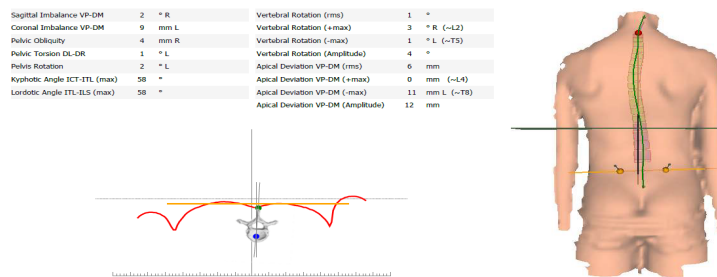 Sagittal Imbalance VP-DM 2 ° R
Coronal Imbalance VP-DM 9 mm L
Pelvic Obliquity 4 mm R
Pelvic Torsion DL-DR 1 ° L
Pelvis Rotation 2 ° L
Kyphotic Angle ICT-ITL (max) 58 °
Lordotic Angle ITL-ILS (max) 58 °
Vertebral Rotation (rms) 1 °
Vertebral Rotation (+max) 3 ° R (~L2)
Vertebral Rotation (-max) 1 ° L (~T5)
Vertebral Rotation (Amplitude) 4 °
Apical Deviation VP-DM (rms) 6 mm
Apical Deviation VP-DM (+max) 0 mm (~L4)
Apical Deviation VP-DM (-max) 11 mm L (~T8)
Apical Deviation VP-DM (Amplitude) 12 mm